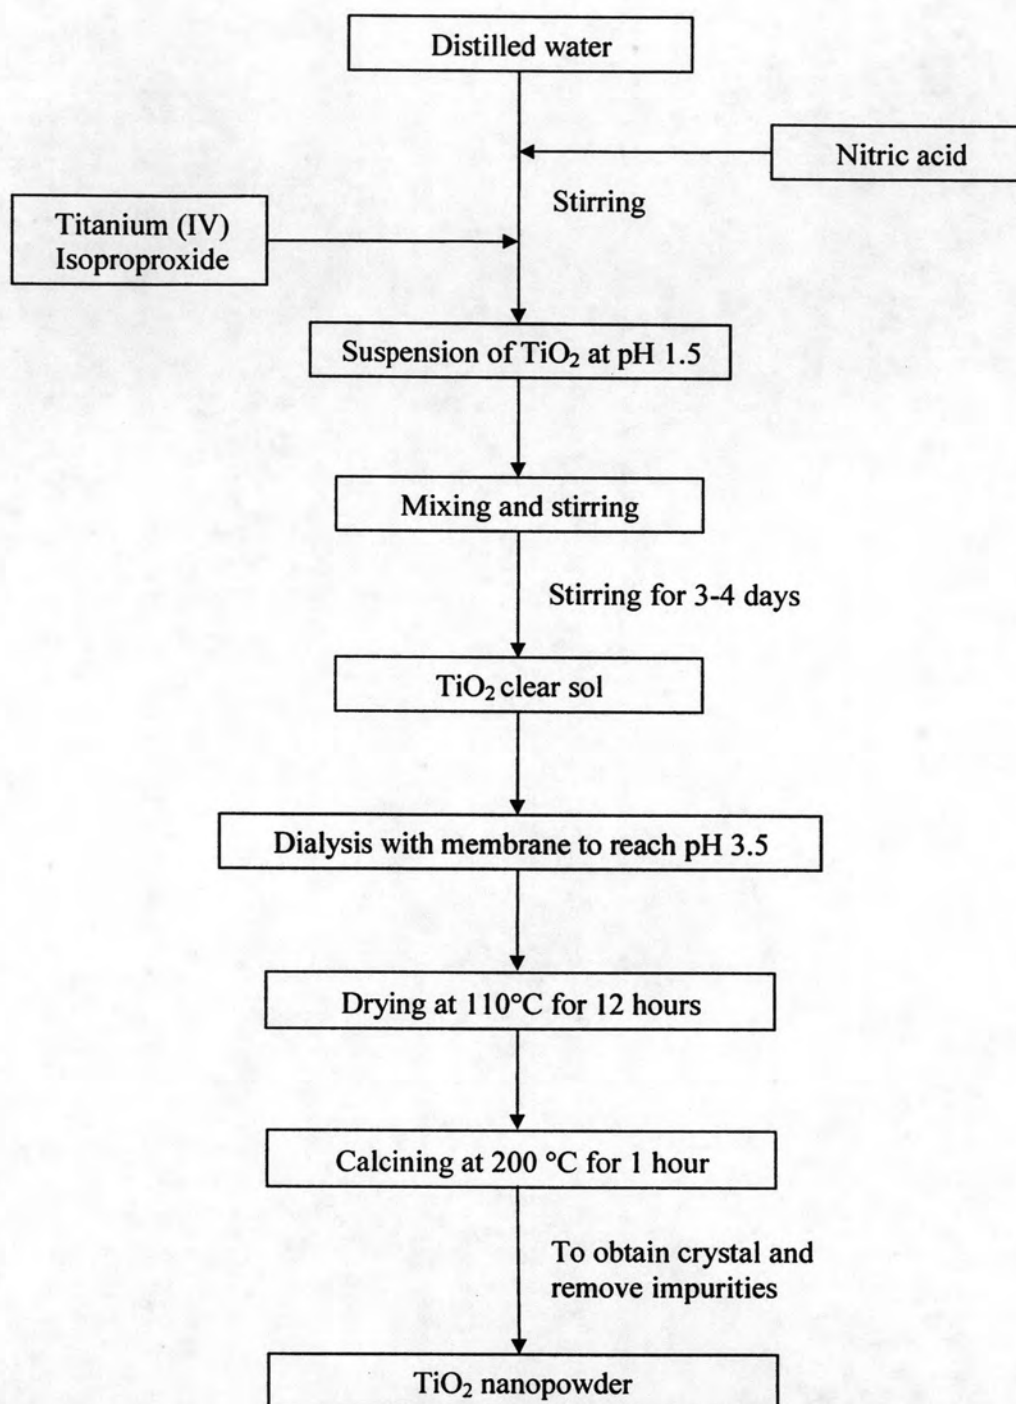 Distilled water
Nitric acid
Stirring
Titanium (IV)
Isoproproxide
Suspension of TiO₂ at pH 1.5
Mixing and stirring
Stirring for 3-4 days
TiO₂ clear sol
Dialysis with membrane to reach pH 3.5
Drying at 110°C for 12 hours
Calcining at 200 °C for 1 hour
To obtain crystal and
remove impurities
TiO₂ nanopowder